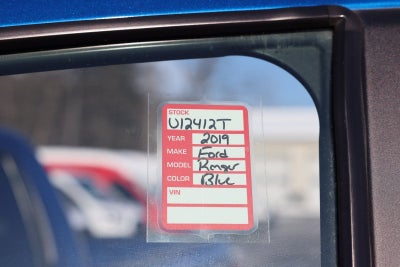 STOCK
U12412T
YEAR 2019
MAKE Ford
MODEL Ranger
COLOR Blue
VIN